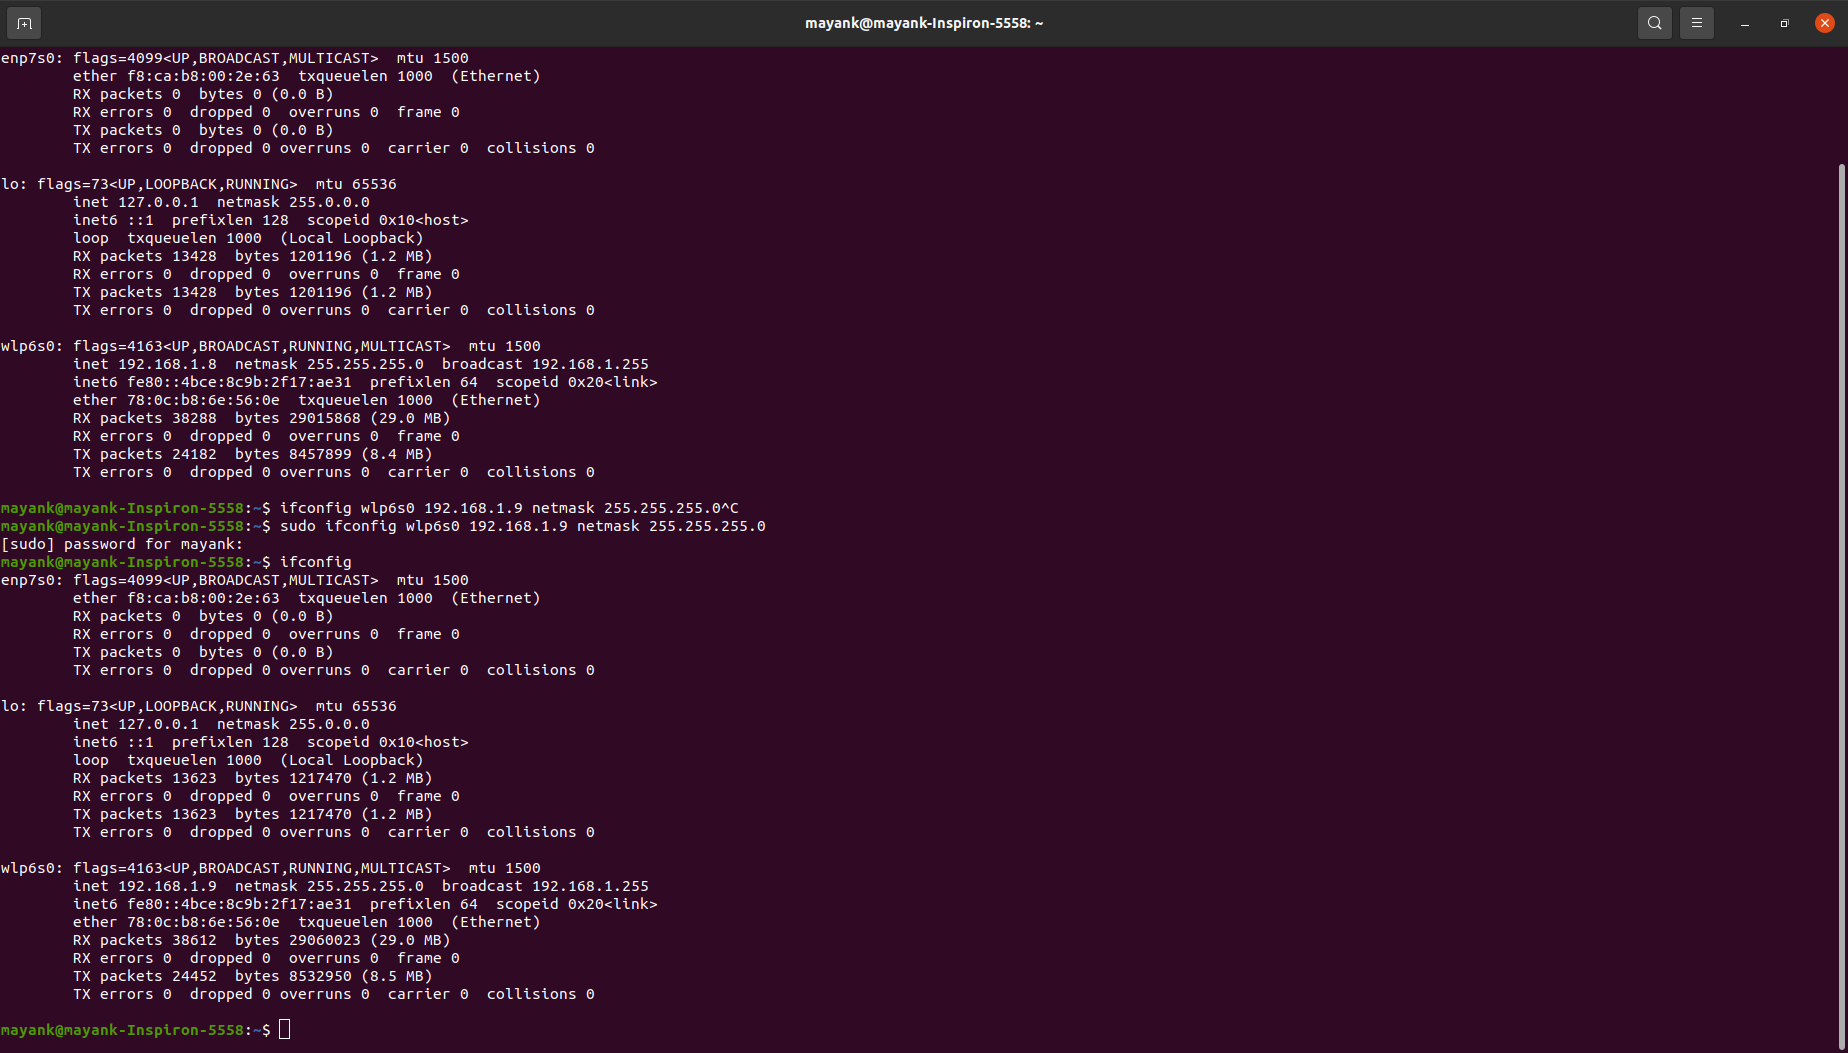 mayank@mayank-Inspiron-5558: ~
enp7s0: flags=4099<UP,BROADCAST,MULTICAST>  mtu 1500
        ether f8:ca:b8:00:2e:63  txqueuelen 1000  (Ethernet)
        RX packets 0  bytes 0 (0.0 B)
        RX errors 0  dropped 0  overruns 0  frame 0
        TX packets 0  bytes 0 (0.0 B)
        TX errors 0  dropped 0 overruns 0  carrier 0  collisions 0

lo: flags=73<UP,LOOPBACK,RUNNING>  mtu 65536
        inet 127.0.0.1  netmask 255.0.0.0
        inet6 ::1  prefixlen 128  scopeid 0x10<host>
        loop  txqueuelen 1000  (Local Loopback)
        RX packets 13428  bytes 1201196 (1.2 MB)
        RX errors 0  dropped 0  overruns 0  frame 0
        TX packets 13428  bytes 1201196 (1.2 MB)
        TX errors 0  dropped 0 overruns 0  carrier 0  collisions 0

wlp6s0: flags=4163<UP,BROADCAST,RUNNING,MULTICAST>  mtu 1500
        inet 192.168.1.8  netmask 255.255.255.0  broadcast 192.168.1.255
        inet6 fe80::4bce:8c9b:2f17:ae31  prefixlen 64  scopeid 0x20<link>
        ether 78:0c:b8:6e:56:0e  txqueuelen 1000  (Ethernet)
        RX packets 38288  bytes 29015868 (29.0 MB)
        RX errors 0  dropped 0  overruns 0  frame 0
        TX packets 24182  bytes 8457899 (8.4 MB)
        TX errors 0  dropped 0 overruns 0  carrier 0  collisions 0

mayank@mayank-Inspiron-5558:~$ ifconfig wlp6s0 192.168.1.9 netmask 255.255.255.0^C
mayank@mayank-Inspiron-5558:~$ sudo ifconfig wlp6s0 192.168.1.9 netmask 255.255.255.0
[sudo] password for mayank:
mayank@mayank-Inspiron-5558:~$ ifconfig
enp7s0: flags=4099<UP,BROADCAST,MULTICAST>  mtu 1500
        ether f8:ca:b8:00:2e:63  txqueuelen 1000  (Ethernet)
        RX packets 0  bytes 0 (0.0 B)
        RX errors 0  dropped 0  overruns 0  frame 0
        TX packets 0  bytes 0 (0.0 B)
        TX errors 0  dropped 0 overruns 0  carrier 0  collisions 0

lo: flags=73<UP,LOOPBACK,RUNNING>  mtu 65536
        inet 127.0.0.1  netmask 255.0.0.0
        inet6 ::1  prefixlen 128  scopeid 0x10<host>
        loop  txqueuelen 1000  (Local Loopback)
        RX packets 13623  bytes 1217470 (1.2 MB)
        RX errors 0  dropped 0  overruns 0  frame 0
        TX packets 13623  bytes 1217470 (1.2 MB)
        TX errors 0  dropped 0 overruns 0  carrier 0  collisions 0

wlp6s0: flags=4163<UP,BROADCAST,RUNNING,MULTICAST>  mtu 1500
        inet 192.168.1.9  netmask 255.255.255.0  broadcast 192.168.1.255
        inet6 fe80::4bce:8c9b:2f17:ae31  prefixlen 64  scopeid 0x20<link>
        ether 78:0c:b8:6e:56:0e  txqueuelen 1000  (Ethernet)
        RX packets 38612  bytes 29060023 (29.0 MB)
        RX errors 0  dropped 0  overruns 0  frame 0
        TX packets 24452  bytes 8532950 (8.5 MB)
        TX errors 0  dropped 0 overruns 0  carrier 0  collisions 0

mayank@mayank-Inspiron-5558:~$